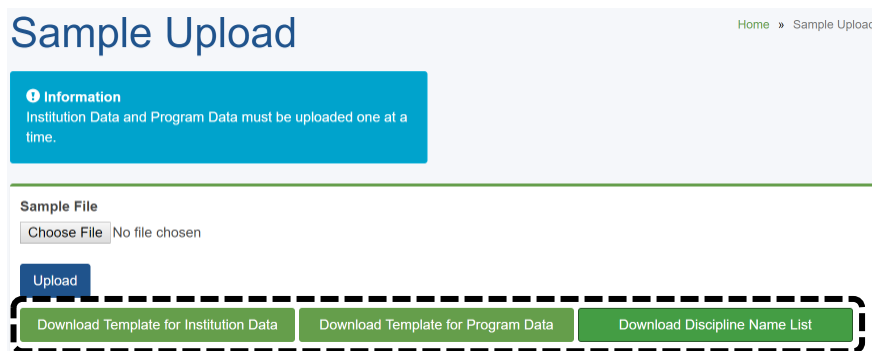 Sample Upload
Home » Sample Upload
Information
Institution Data and Program Data must be uploaded one at a
time.
Sample File
Choose File No file chosen
Upload
Download Template for Institution Data Download Template for Program Data Download Discipline Name List